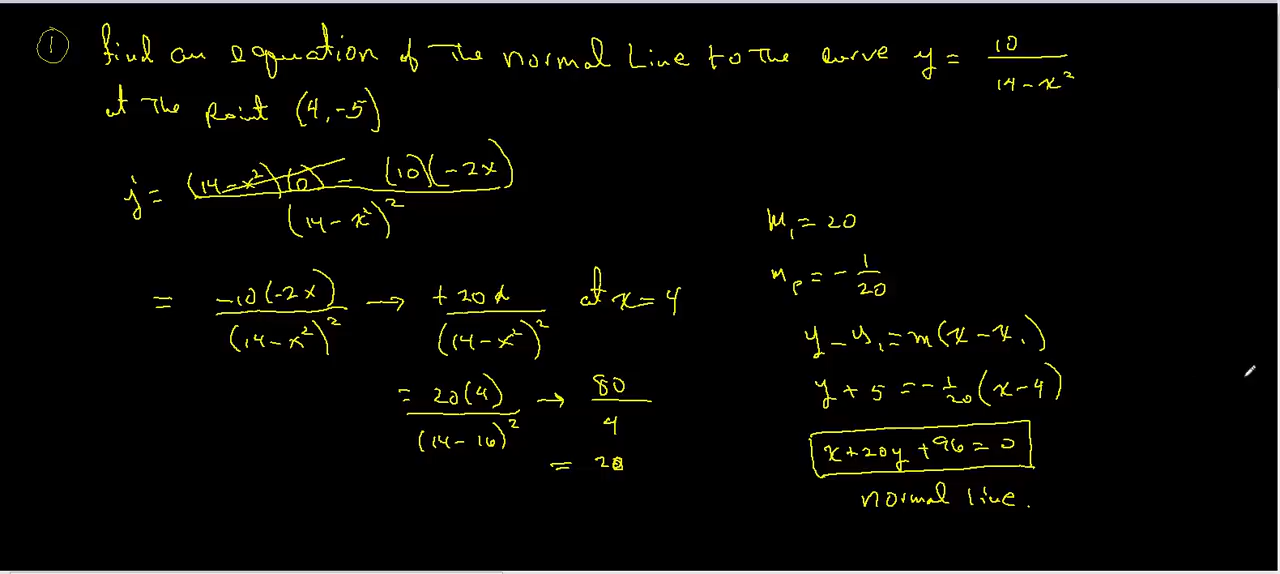 ① find an equation of the normal Line to the curve y = 10 / (14 - x²)
at the point (4, -5)
y' = ((14 - x²)(0) - (10)(-2x)) / (14 - x²)²
= -10(-2x) / (14 - x²)² → +20x / (14 - x²)² at x = 4
= 20(4) / (14 - 16)² → 80 / 4
= 20
m₁ = 20
mₚ = - 1/20
y - y₁ = m(x - x₁)
y + 5 = - 1/20 (x - 4)
x + 20y + 96 = 0
normal line.